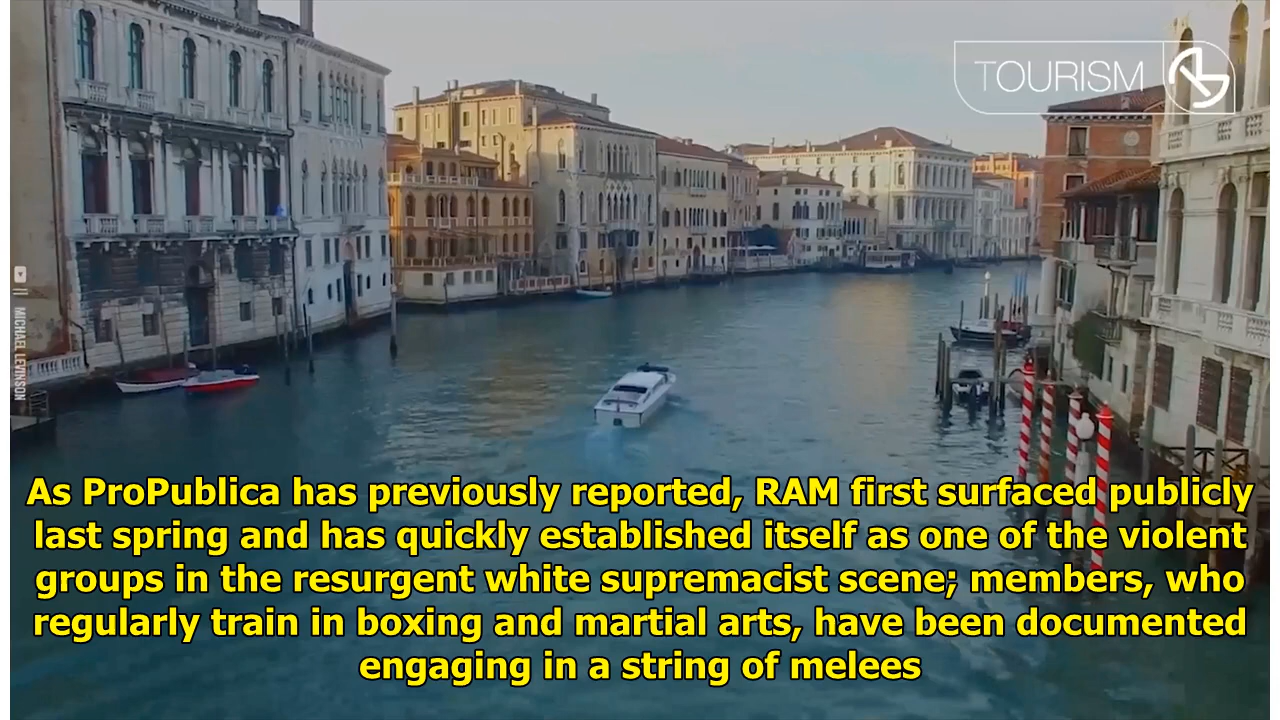 TOURISM
MICHAEL LEVINSON
As ProPublica has previously reported, RAM first surfaced publicly
last spring and has quickly established itself as one of the violent
groups in the resurgent white supremacist scene; members, who
regularly train in boxing and martial arts, have been documented
engaging in a string of melees